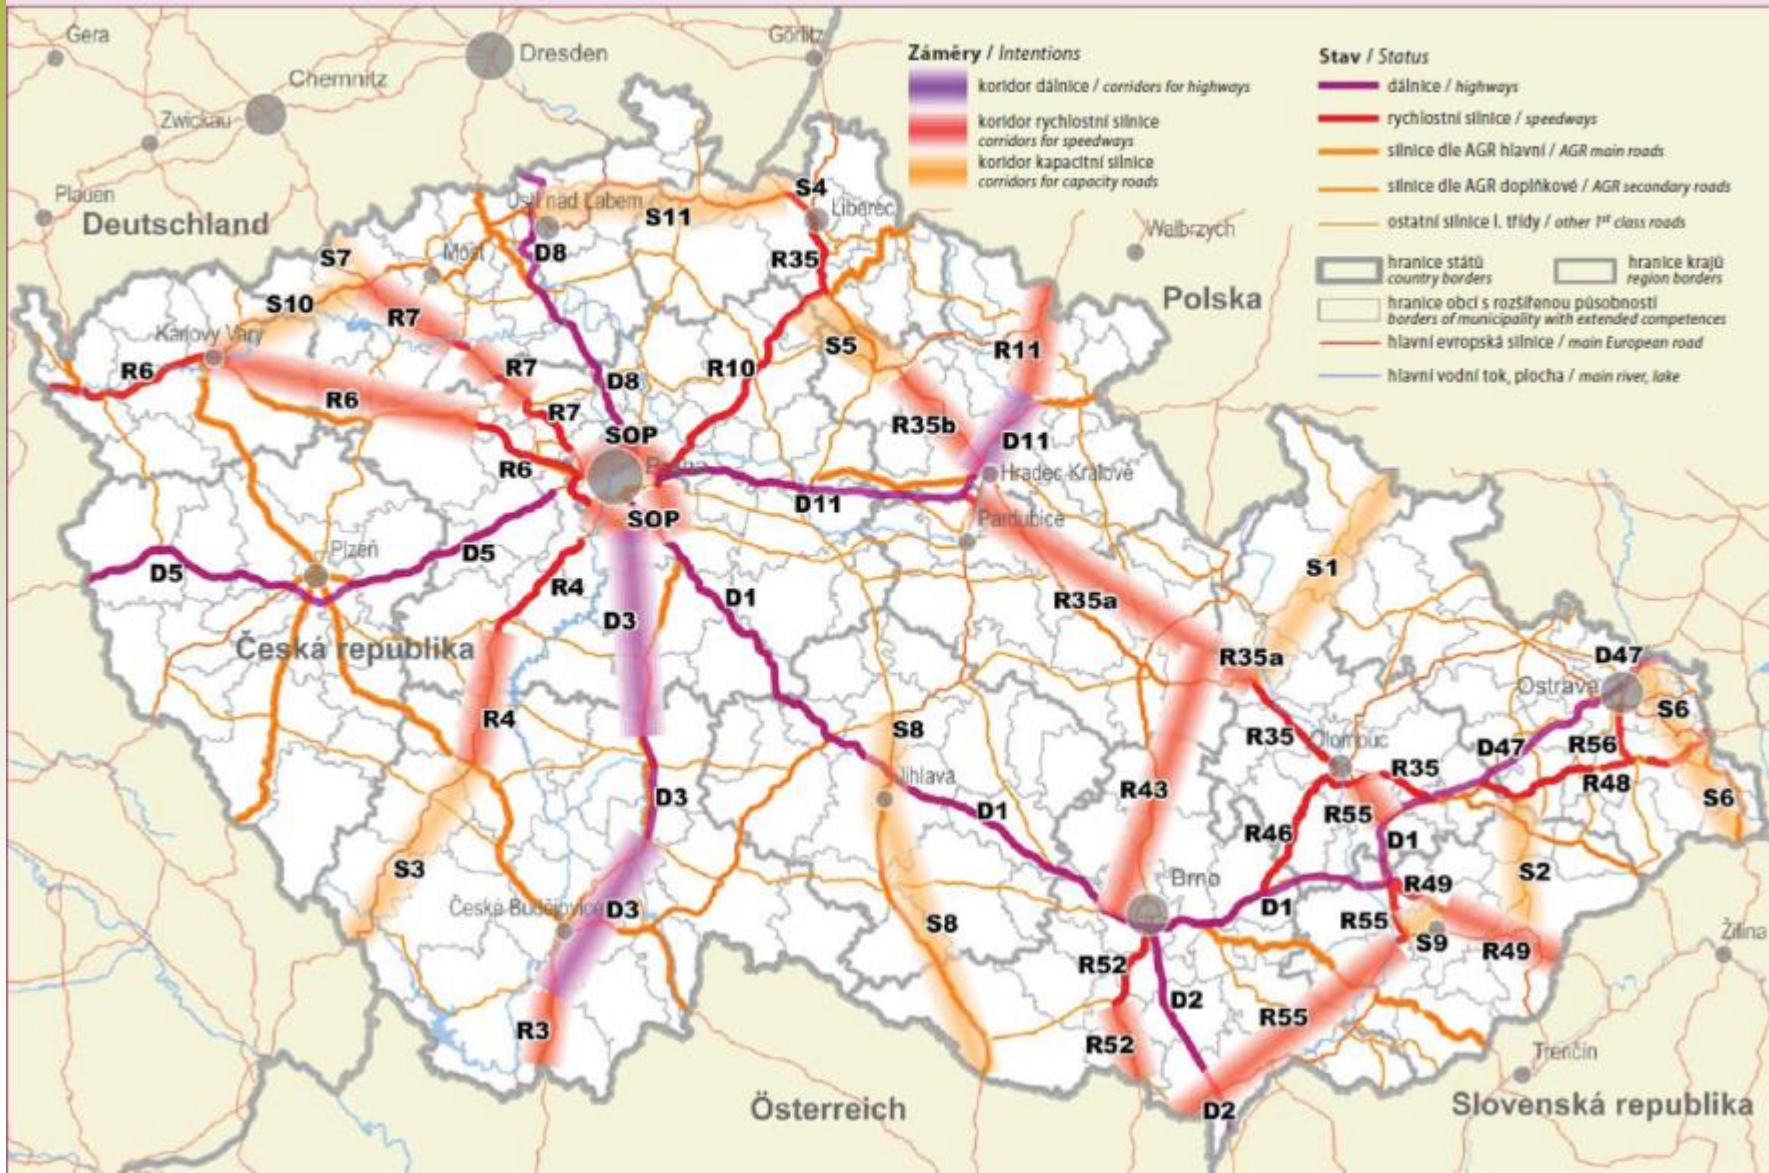 Gera
Dresden
Görlitz
Chemnitz
Zwickau
Plauen
Deutschland
Záměry / Intentions
koridor dálnice / corridors for highways
koridor rychlostní silnice
corridors for speedways
koridor kapacitní silnice
corridors for capacity roads
Stav / Status
dálnice / highways
rychlostní silnice / speedways
silnice dle AGR hlavní / AGR main roads
silnice dle AGR doplňkové / AGR secondary roads
ostatní silnice I. třídy / other 1st class roads
hranice států
country borders
hranice krajů
region borders
hranice obcí s rozšířenou působností
borders of municipality with extended competences
hlavní evropská silnice / main European road
hlavní vodní tok, plocha / main river, lake
Ústí nad Labem
S11
S4
Liberec
Walbrzych
S7
Most
D8
R35
Polska
S10
R7
Karlovy Vary
R6
R7
D8
R10
S5
R11
R6
R7
SOP
R35b
D11
R6
Praha
Hradec Králové
D11
SOP
Pardubice
D5
Plzeň
D5
R4
D1
D3
R35a
S1
Česká republika
R35a
D47
Ostrava
S6
R4
S8
R35
Olomouc
D47
R56
Jihlava
R35
R48
D3
D1
R43
R46
R55
D1
S6
S3
S2
Brno
R49
České Budějovice
D3
S8
D1
R55
S9
R49
Žilina
R52
D2
R55
R3
R52
Trenčín
Österreich
D2
Slovenská republika